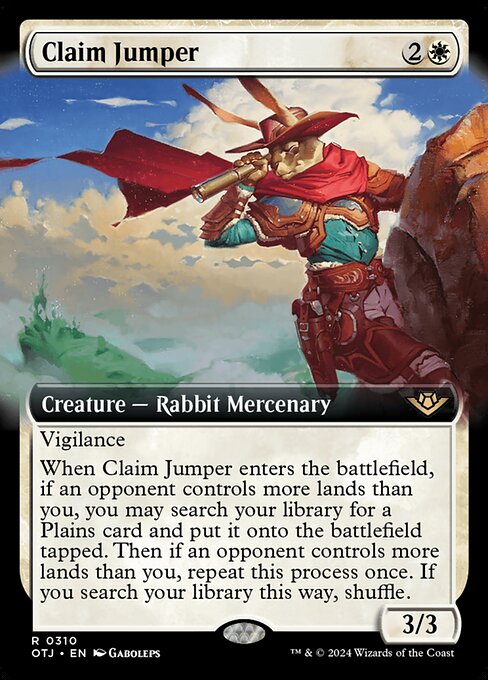 Claim Jumper 2
Creature — Rabbit Mercenary
Vigilance
When Claim Jumper enters the battlefield,
if an opponent controls more lands than
you, you may search your library for a
Plains card and put it onto the battlefield
tapped. Then if an opponent controls more
lands than you, repeat this process once. If
you search your library this way, shuffle.
3/3
R 0310
OTJ • EN Gaboleps
™ & © 2024 Wizards of the Coast